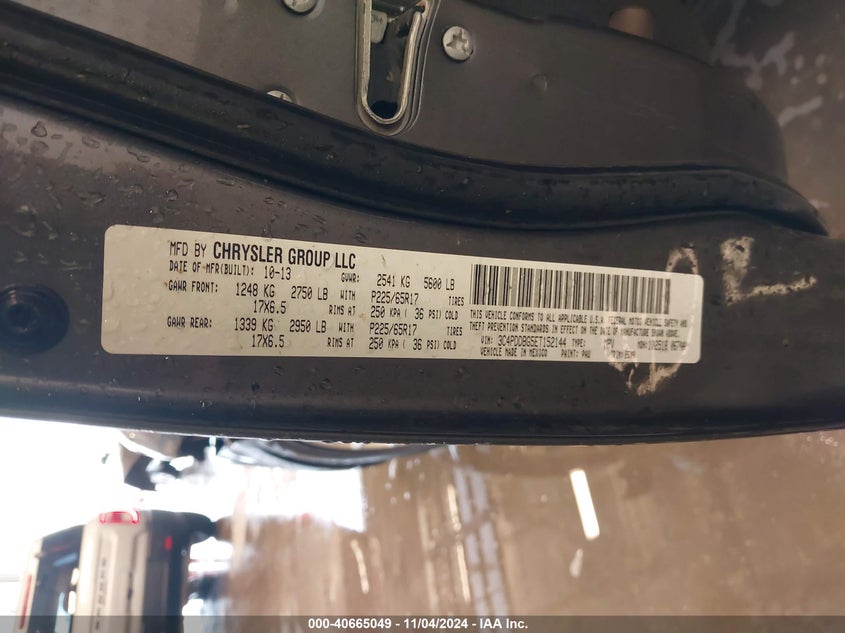 MFD BY CHRYSLER GROUP LLC
DATE OF MFR(BUILT): 10-13 GVWR: 2541 KG 5600 LB
GAWR FRONT: 1248 KG 2750 LB WITH P225/65R17 TIRES
17X6.5 RIMS AT 250 KPA ( 36 PSI) COLD
GAWR REAR: 1339 KG 2950 LB WITH P225/65R17 TIRES
17X6.5 RIMS AT 250 KPA ( 36 PSI) COLD
THIS VEHICLE CONFORMS TO ALL APPLICABLE U.S.A. FEDERAL MOTOR VEHICLE SAFETY AND
THEFT PREVENTION STANDARDS IN EFFECT ON THE DATE OF MANUFACTURE SHOWN ABOVE.
VIN: 3C4PDDBG5ET152144 TYPE: MPV MDH:
VEHICLE MADE IN MEXICO PAINT: PAU TRIM:
000-40665049 - 11/04/2024 - IAA Inc.